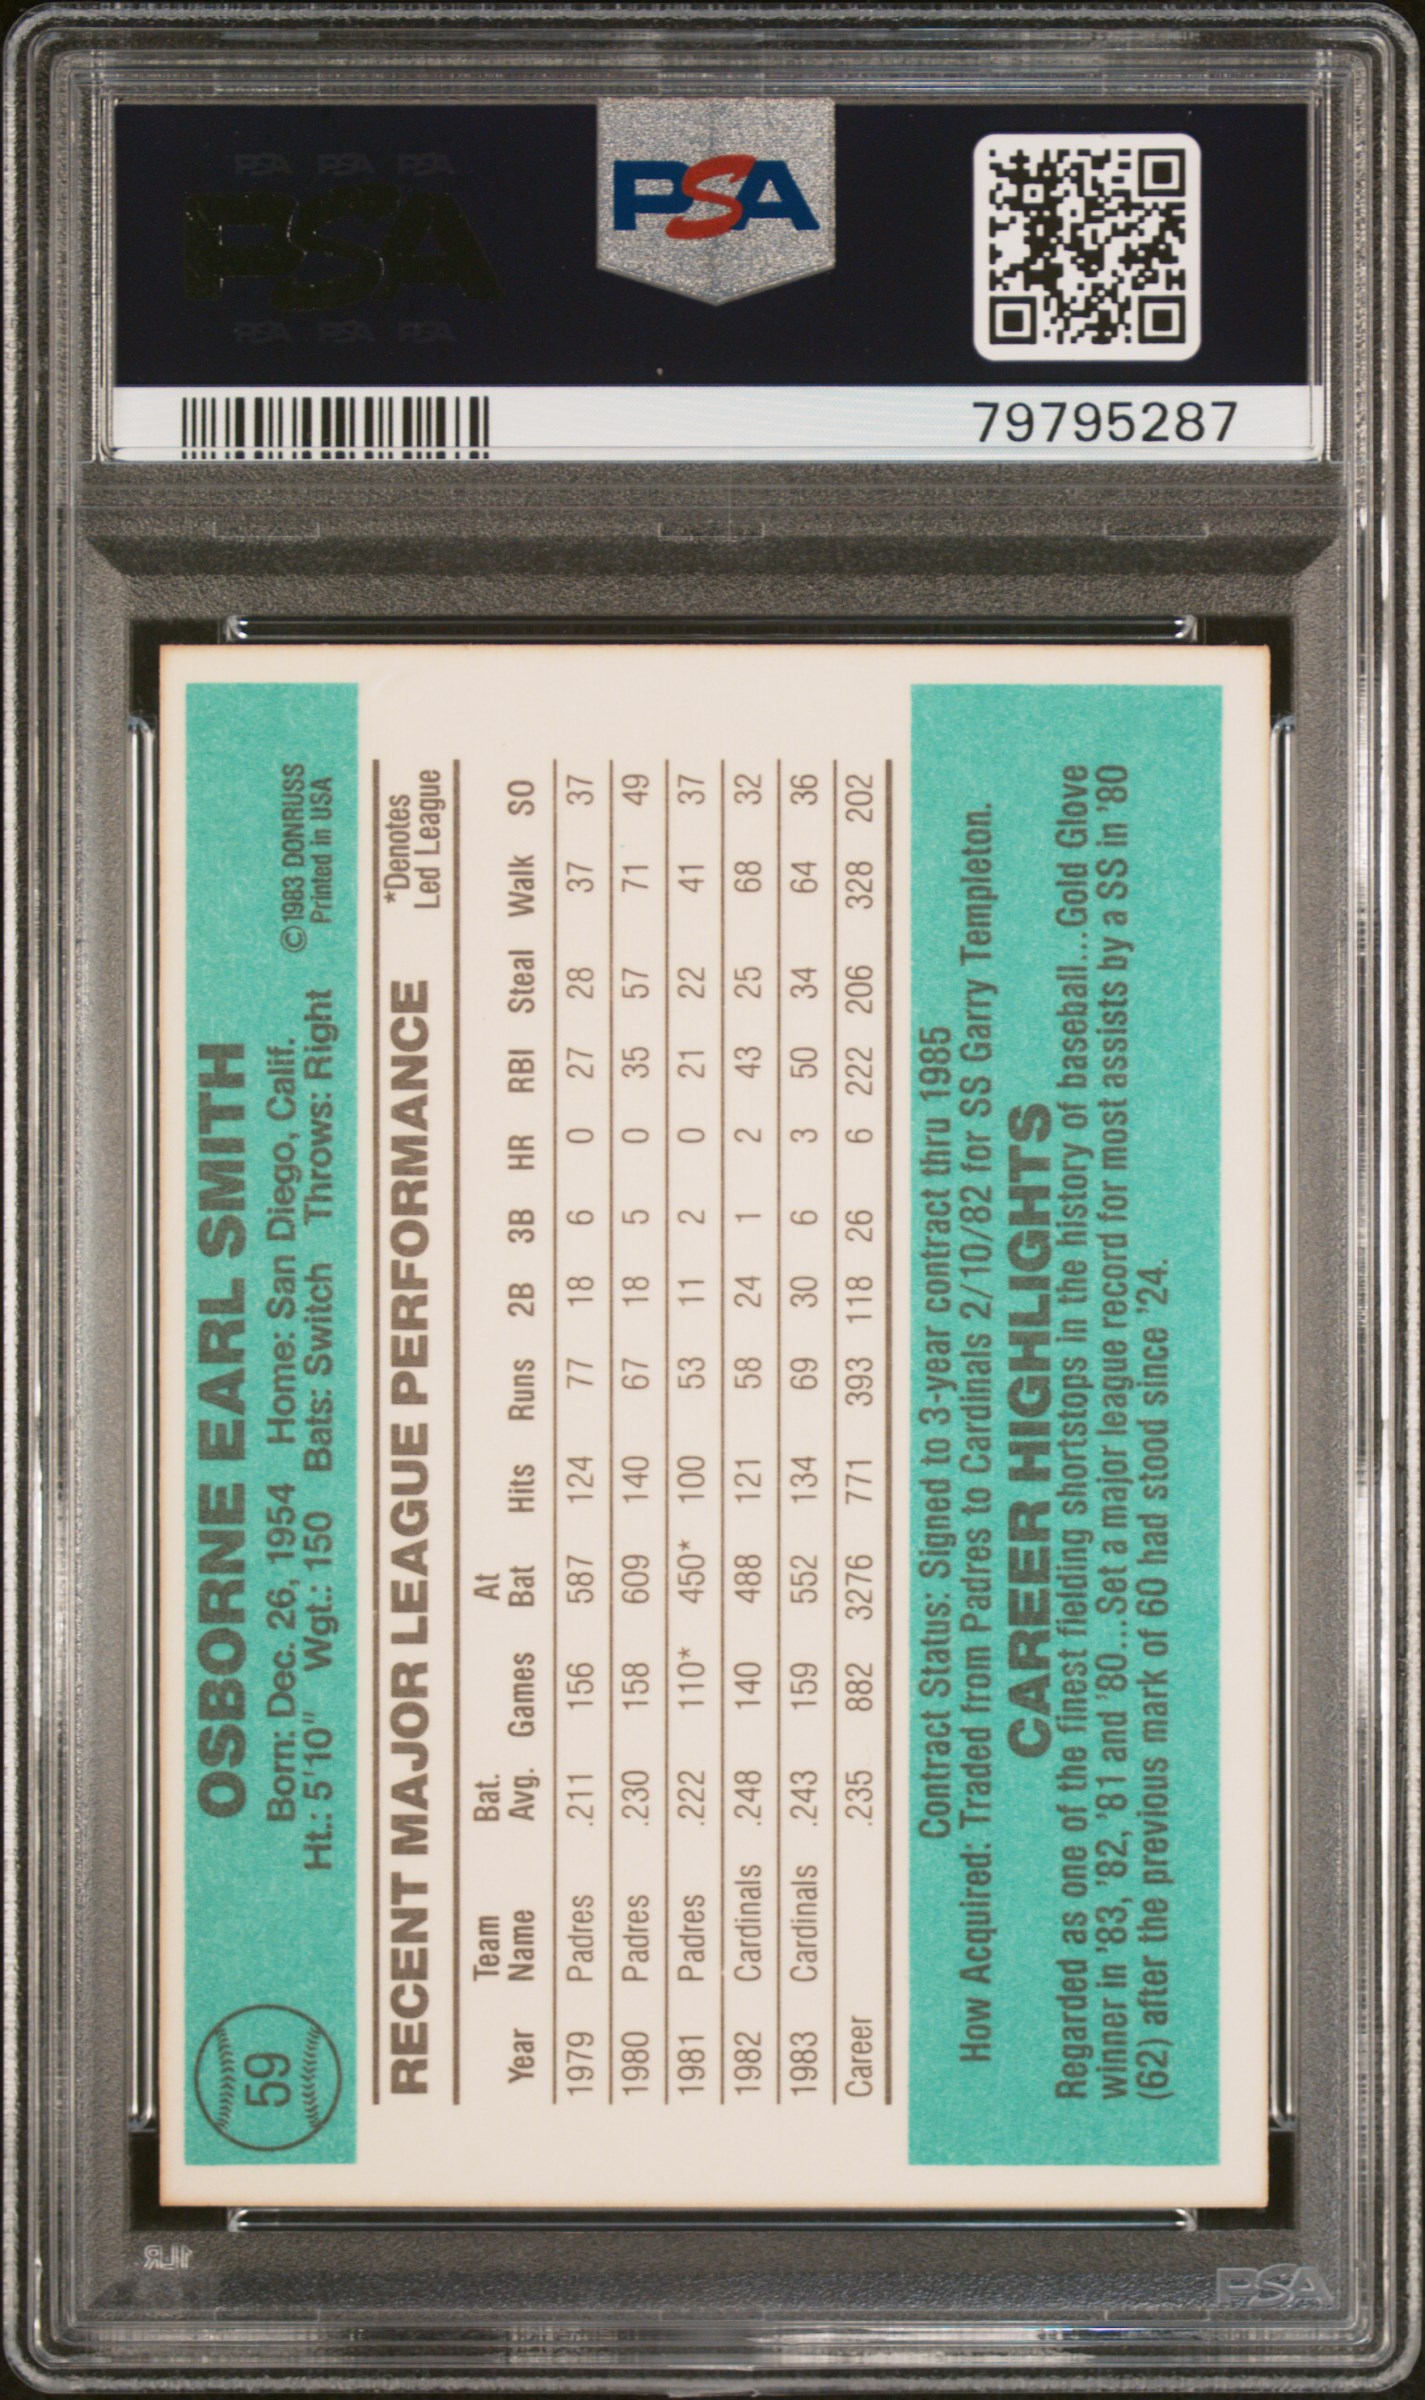 PSA PSA PSA
PSA
PSA PSA PSA
PSA
79795287
59
OSBORNE EARL SMITH
Born: Dec. 26, 1954 Home: San Diego, Calif.
Ht.: 5'10" Wgt.: 150 Bats: Switch Throws: Right
©1983 DONRUSS
Printed in USA
RECENT MAJOR LEAGUE PERFORMANCE
*Denotes
Led League
Year Team Name Bat. Avg. Games At Bat Hits Runs 2B 3B HR RBI Steal Walk SO
1979 Padres .211 156 587 124 77 18 6 0 27 28 37 37
1980 Padres .230 158 609 140 67 18 5 0 35 57 71 49
1981 Padres .222 110* 450* 100 53 11 2 0 21 22 41 37
1982 Cardinals .248 140 488 121 58 24 1 2 43 25 68 32
1983 Cardinals .243 159 552 134 69 30 6 3 50 34 64 36
Career .235 882 3276 771 393 118 26 6 222 206 328 202
Contract Status: Signed to 3-year contract thru 1985
How Acquired: Traded from Padres to Cardinals 2/10/82 for SS Garry Templeton.
CAREER HIGHLIGHTS
Regarded as one of the finest fielding shortstops in the history of baseball...Gold Glove
winner in '83, '82, '81 and '80...Set a major league record for most assists by a SS in '80
(62) after the previous mark of 60 had stood since '24.
1LR
PSA